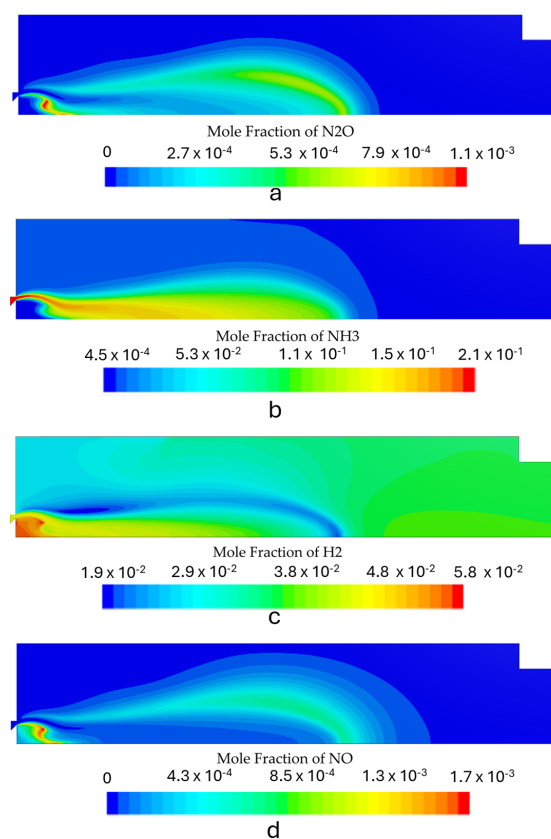 Mole Fraction of N2O
0 2.7 x 10-4 5.3 x 10-4 7.9 x 10-4 1.1 x 10-3
a
Mole Fraction of NH3
4.5 x 10-4 5.3 x 10-2 1.1 x 10-1 1.5 x 10-1 2.1 x 10-1
b
Mole Fraction of H2
1.9 x 10-2 2.9 x 10-2 3.8 x 10-2 4.8 x 10-2 5.8 x 10-2
c
Mole Fraction of NO
0 4.3 x 10-4 8.5 x 10-4 1.3 x 10-3 1.7 x 10-3
d